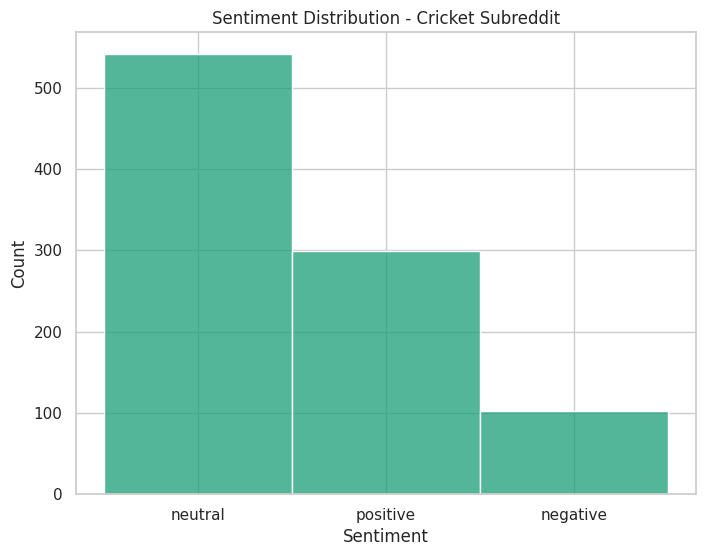 Sentiment Distribution - Cricket Subreddit
Count
500
400
300
200
100
0
neutral positive negative
Sentiment